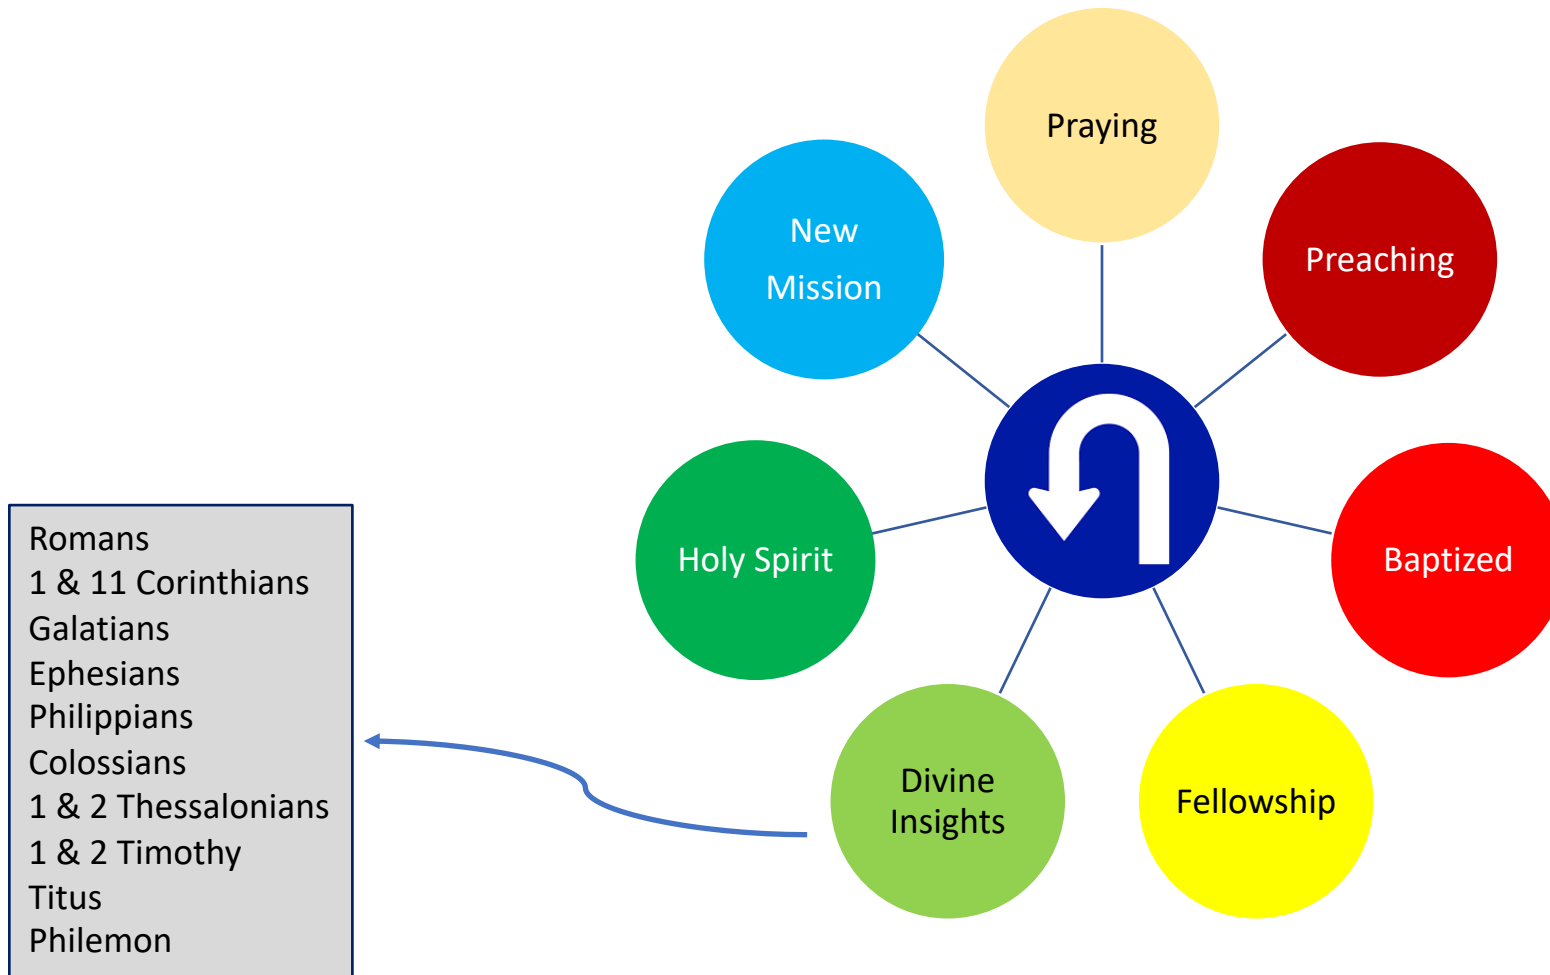 Praying
New
Mission
Preaching
Holy Spirit
Baptized
Divine
Insights
Fellowship
Romans
1 & 11 Corinthians
Galatians
Ephesians
Philippians
Colossians
1 & 2 Thessalonians
1 & 2 Timothy
Titus
Philemon